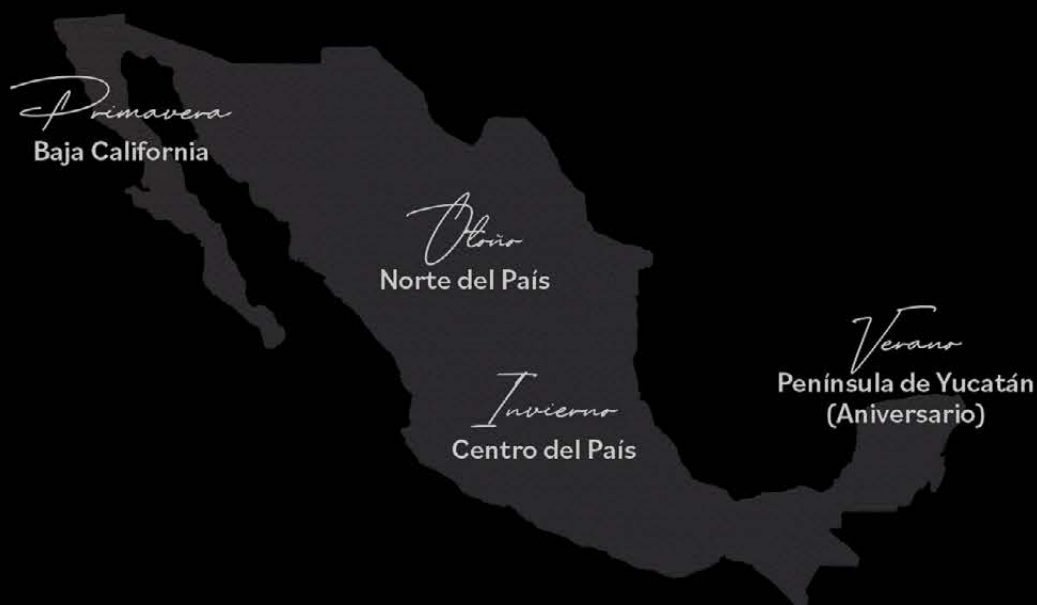 Primavera
Baja California
Otoño
Norte del País
Verano
Península de Yucatán
(Aniversario)
Invierno
Centro del País